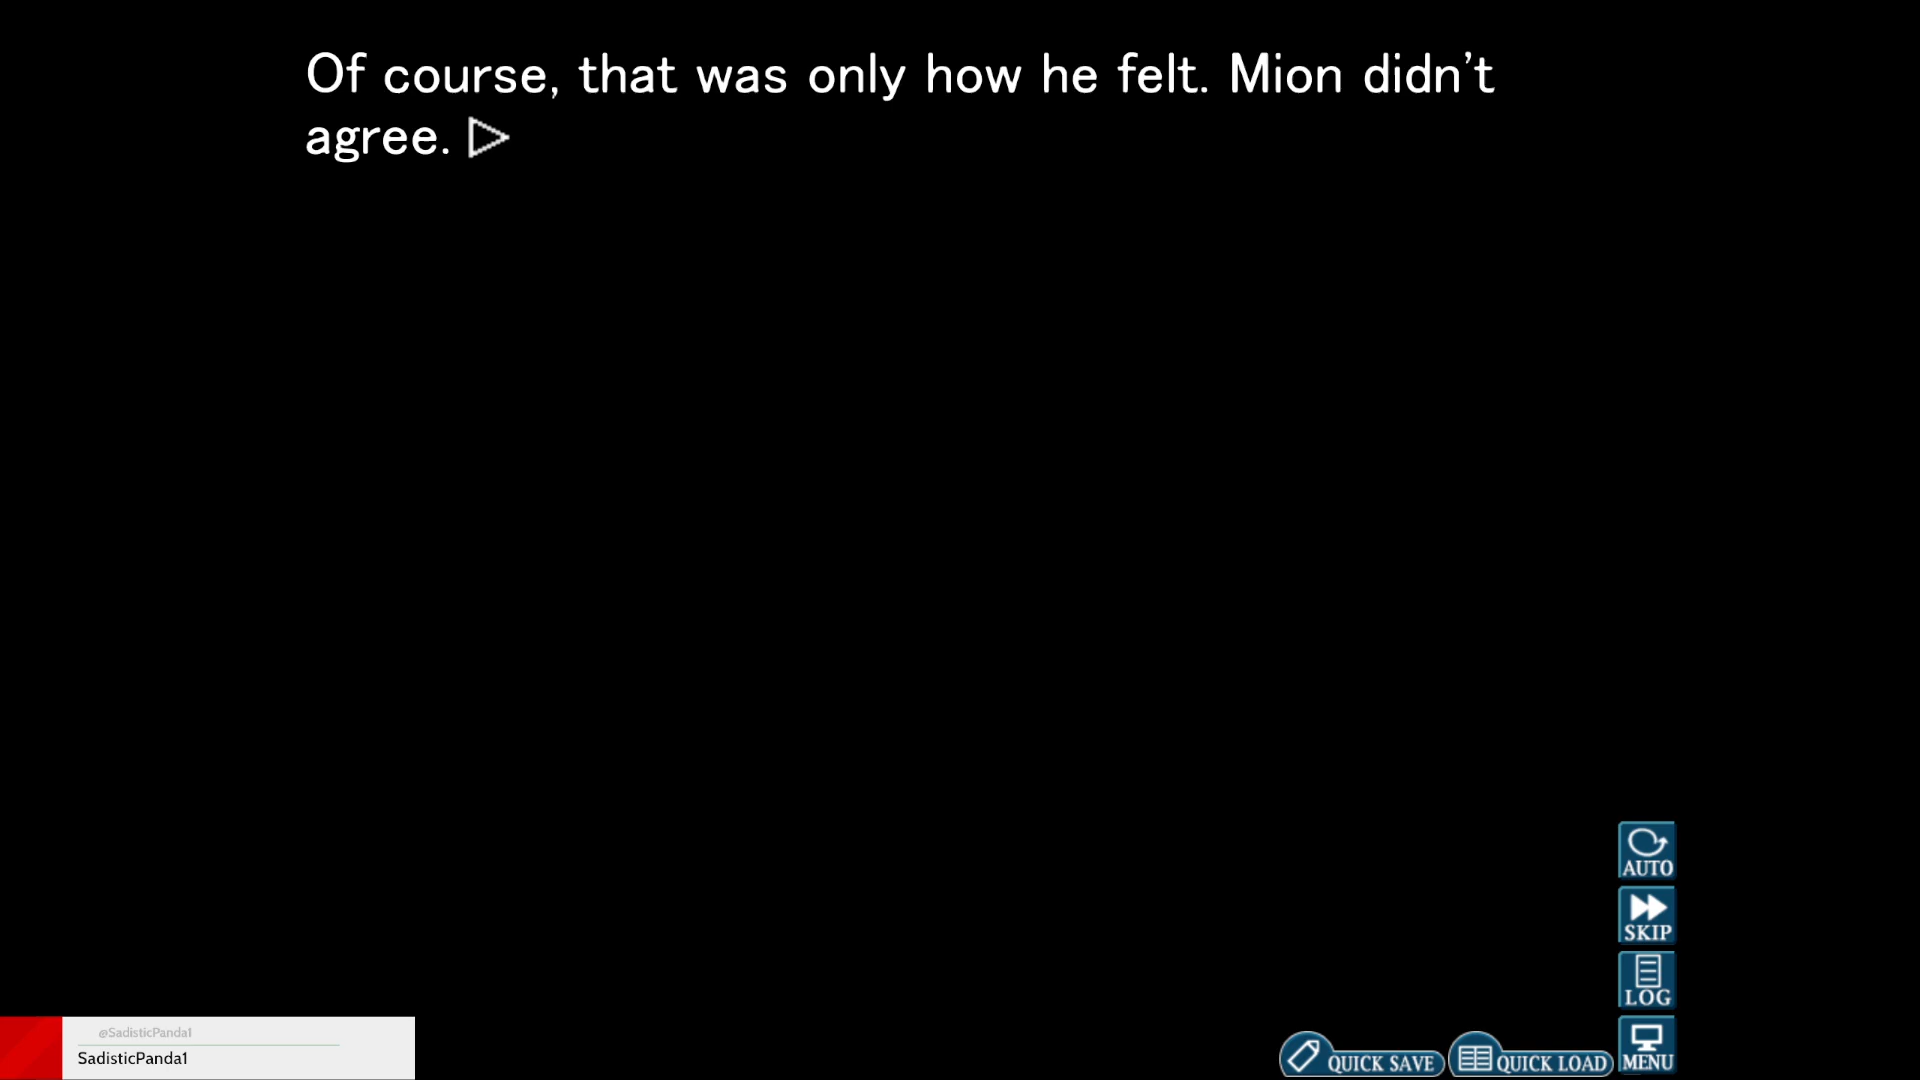 Of course, that was only how he felt. Mion didn't
agree.
AUTO
SKIP
LOG
MENU
QUICK SAVE
QUICK LOAD
@SadisticPanda1
SadisticPanda1